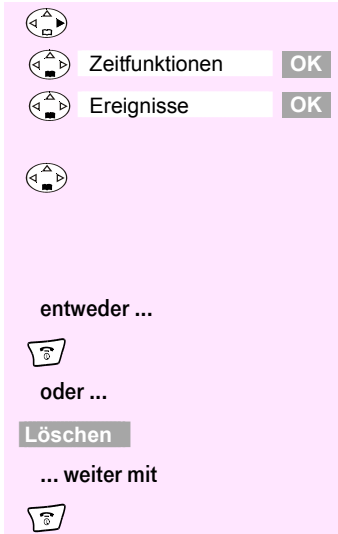 Zeitfunktionen OK
Ereignisse OK
entweder ...
oder ...
Löschen
... weiter mit